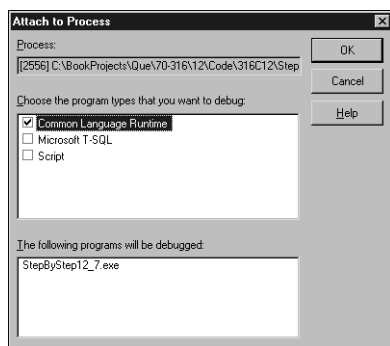 Attach to Process
Process:
[2556] C:\BookProjects\Que\70-316\12\Code\316C12\Step
OK
Cancel
Help
Choose the program types that you want to debug:
Common Language Runtime
Microsoft T-SQL
Script
The following programs will be debugged:
StepByStep12_7.exe